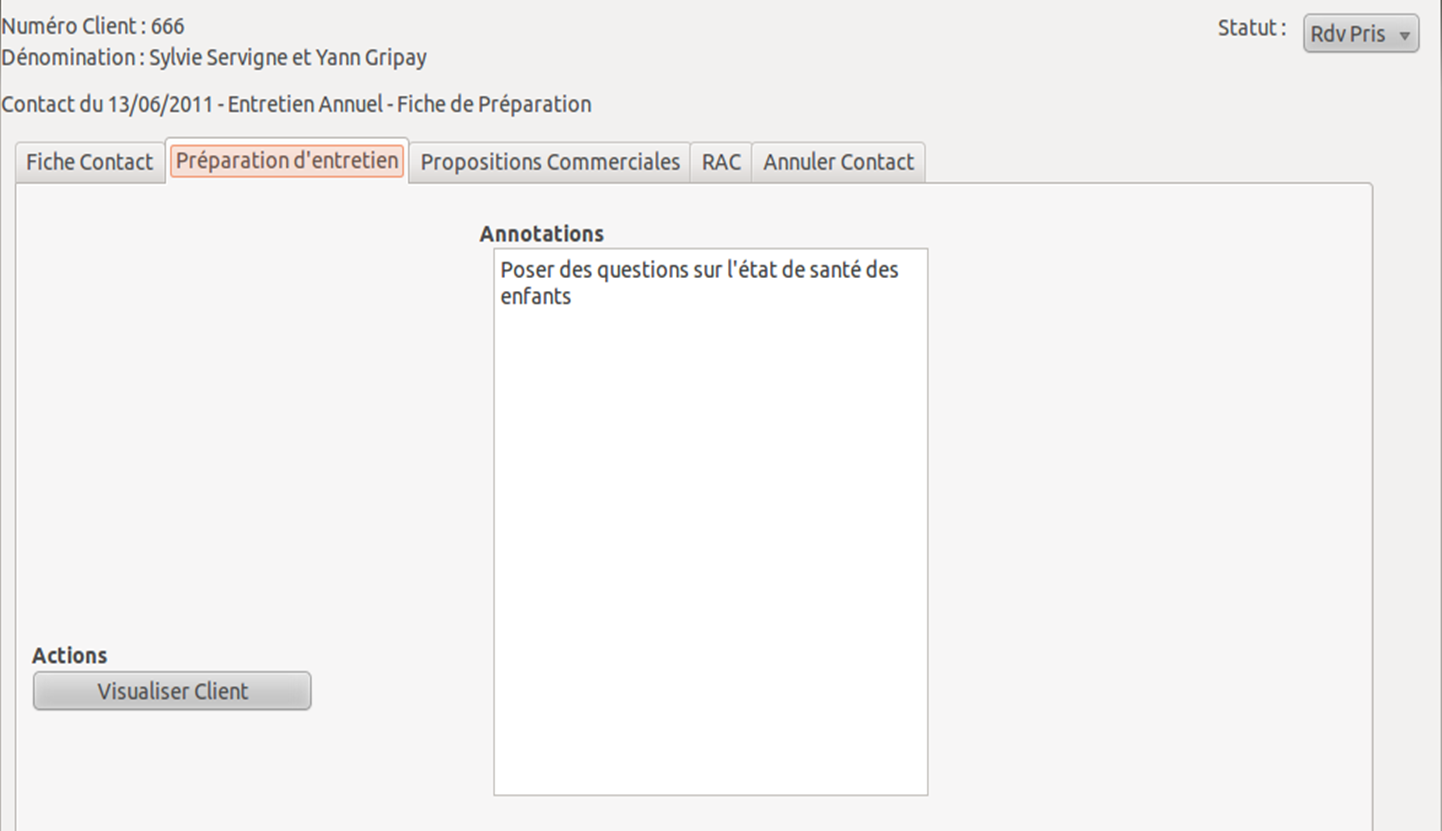 Numéro Client : 666
Statut :
Rdv Pris
Dénomination : Sylvie Servigne et Yann Gripay
Contact du 13/06/2011 - Entretien Annuel - Fiche de Préparation
Fiche Contact
Préparation d'entretien
Propositions Commerciales
RAC
Annuler Contact
Annotations
Poser des questions sur l'état de santé des
enfants
Actions
Visualiser Client